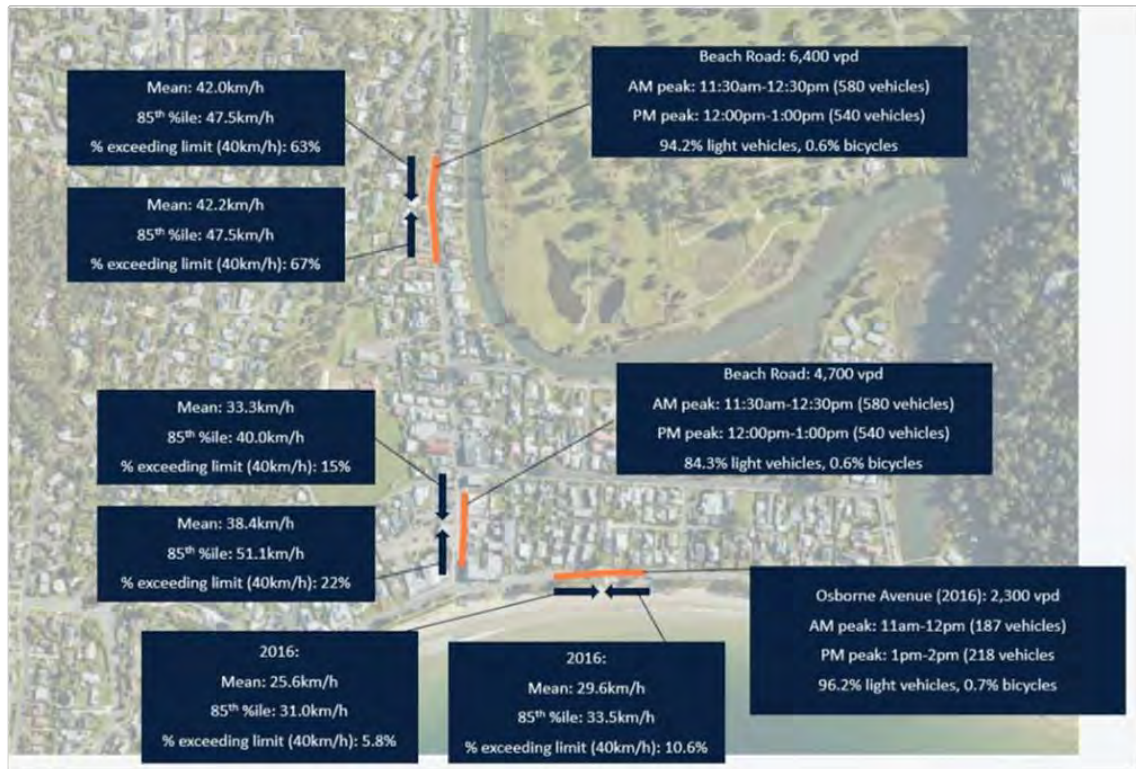 Mean: 42.0km/h
85th %ile: 47.5km/h
% exceeding limit (40km/h): 63%
Beach Road: 6,400 vpd
AM peak: 11:30am-12:30pm (580 vehicles)
PM peak: 12:00pm-1:00pm (540 vehicles)
94.2% light vehicles, 0.6% bicycles
Mean: 42.2km/h
85th %ile: 47.5km/h
% exceeding limit (40km/h): 67%
Beach Road: 4,700 vpd
AM peak: 11:30am-12:30pm (580 vehicles)
PM peak: 12:00pm-1:00pm (540 vehicles)
84.3% light vehicles, 0.6% bicycles
Mean: 33.3km/h
85th %ile: 40.0km/h
% exceeding limit (40km/h): 15%
Mean: 38.4km/h
85th %ile: 51.1km/h
% exceeding limit (40km/h): 22%
Osborne Avenue (2016): 2,300 vpd
AM peak: 11am-12pm (187 vehicles)
PM peak: 1pm-2pm (218 vehicles
96.2% light vehicles, 0.7% bicycles
2016:
Mean: 25.6km/h
85th %ile: 31.0km/h
% exceeding limit (40km/h): 5.8%
2016:
Mean: 29.6km/h
85th %ile: 33.5km/h
% exceeding limit (40km/h): 10.6%